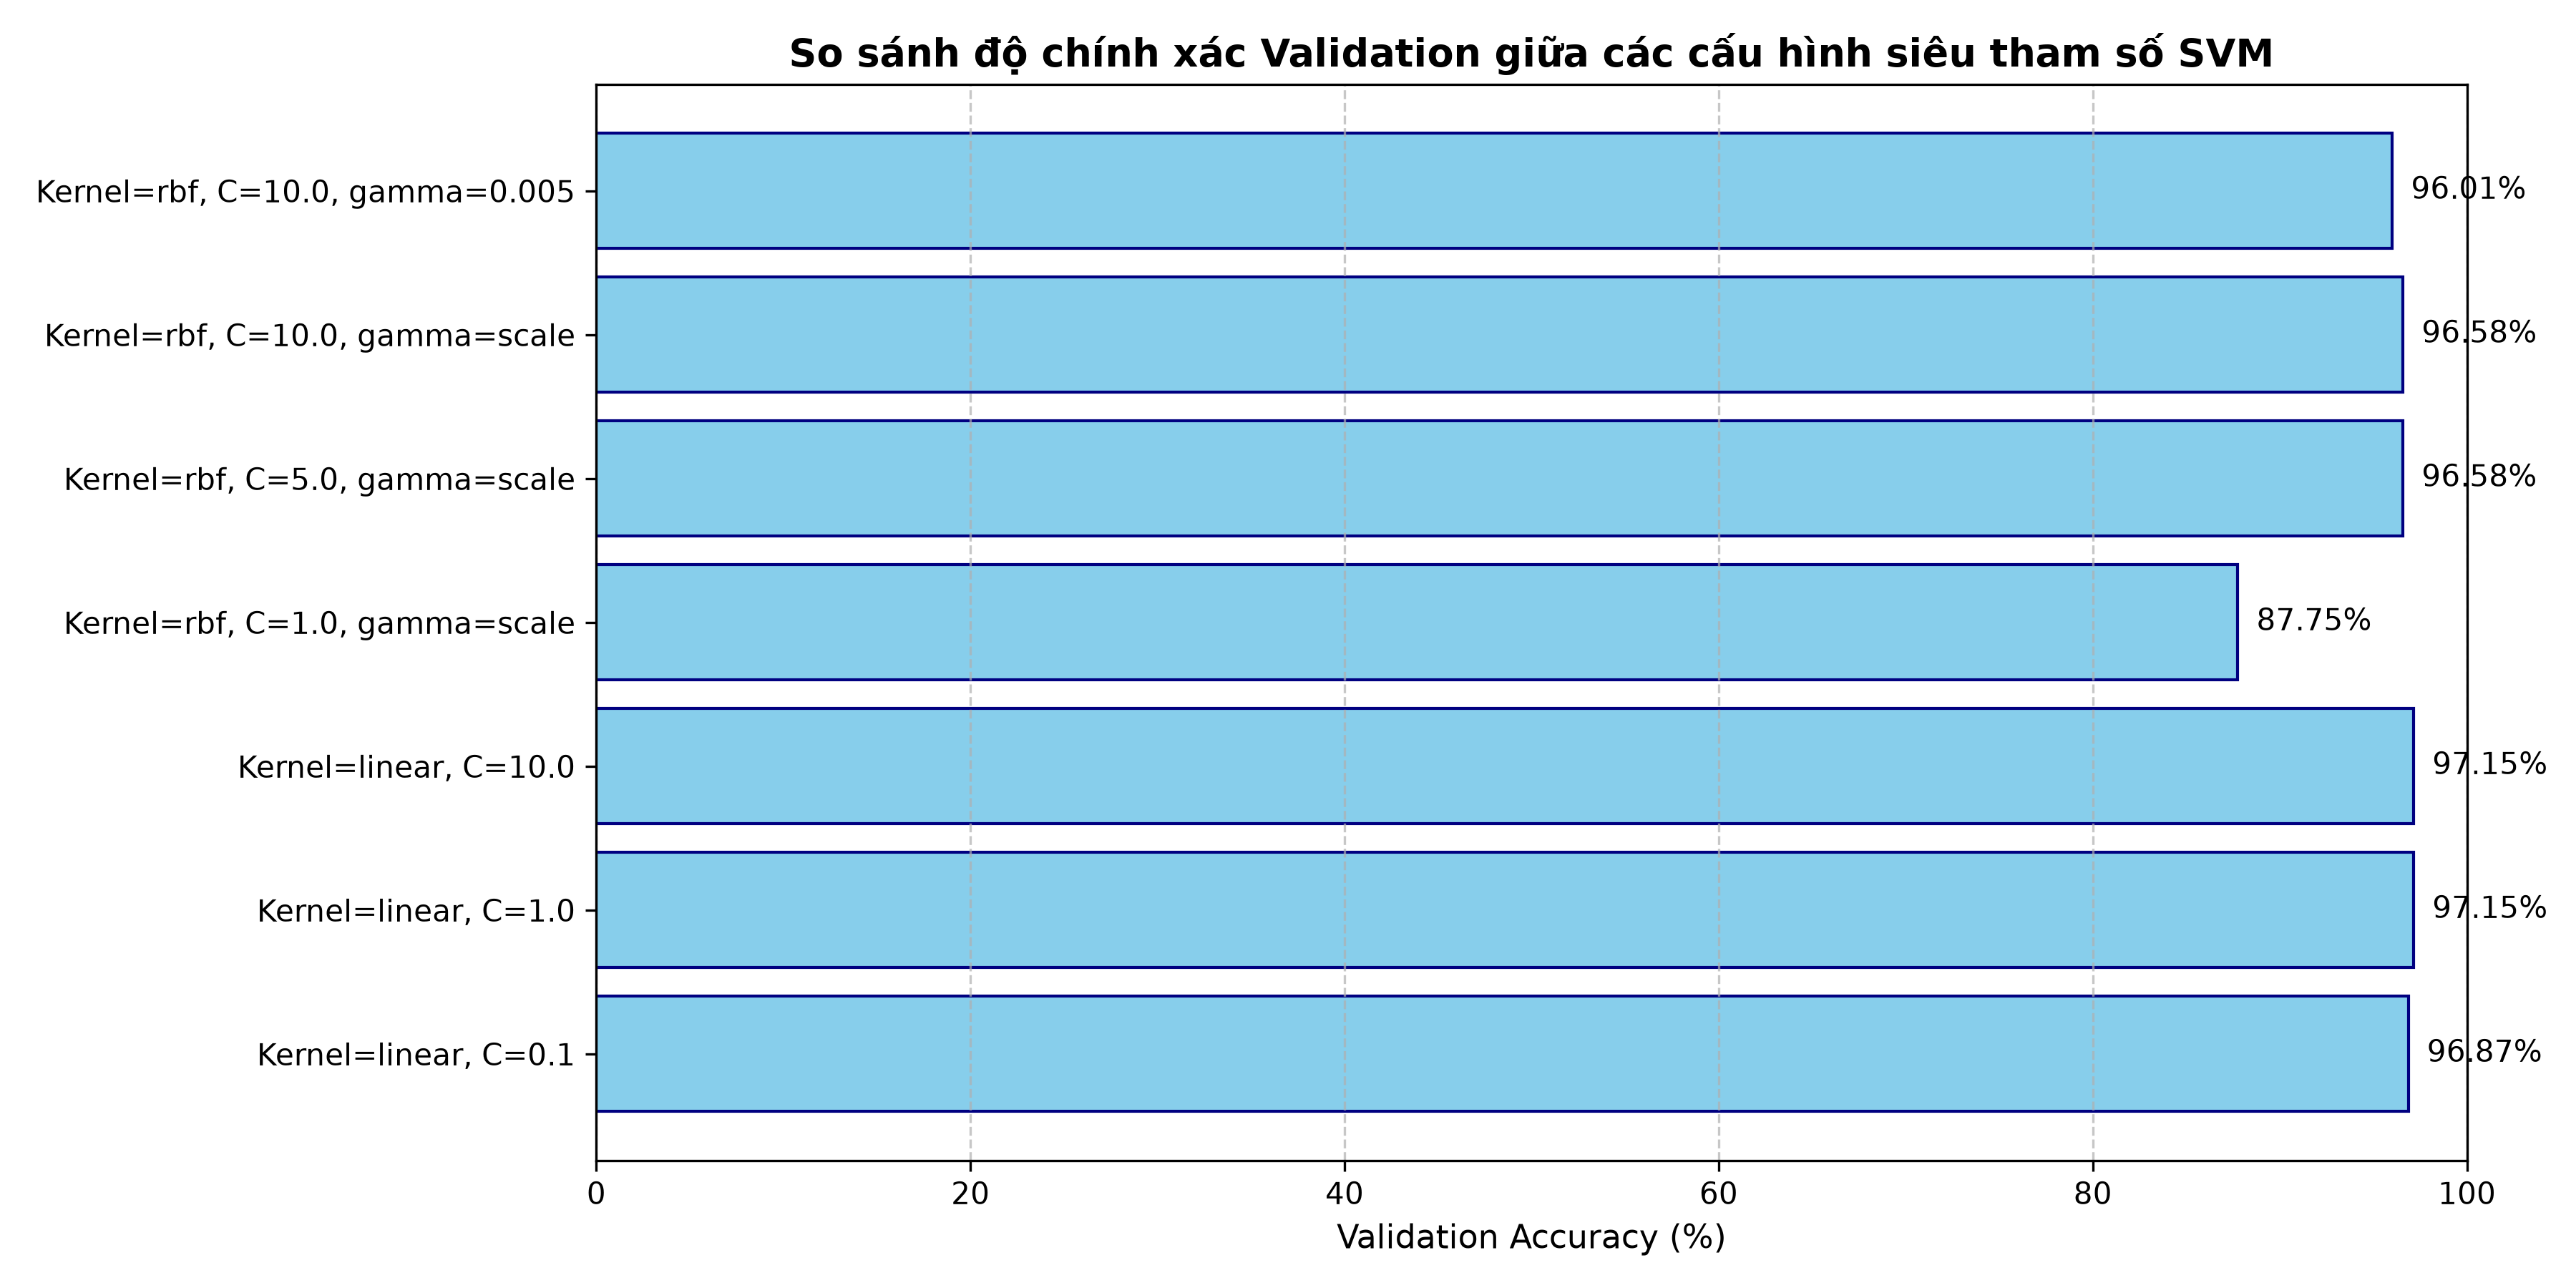 So sánh độ chính xác Validation giữa các cấu hình siêu tham số SVM
Kernel=rbf, C=10.0, gamma=0.005
96.01%
Kernel=rbf, C=10.0, gamma=scale
96.58%
Kernel=rbf, C=5.0, gamma=scale
96.58%
Kernel=rbf, C=1.0, gamma=scale
87.75%
Kernel=linear, C=10.0
97.15%
Kernel=linear, C=1.0
97.15%
Kernel=linear, C=0.1
96.87%
0 20 40 60 80 100
Validation Accuracy (%)